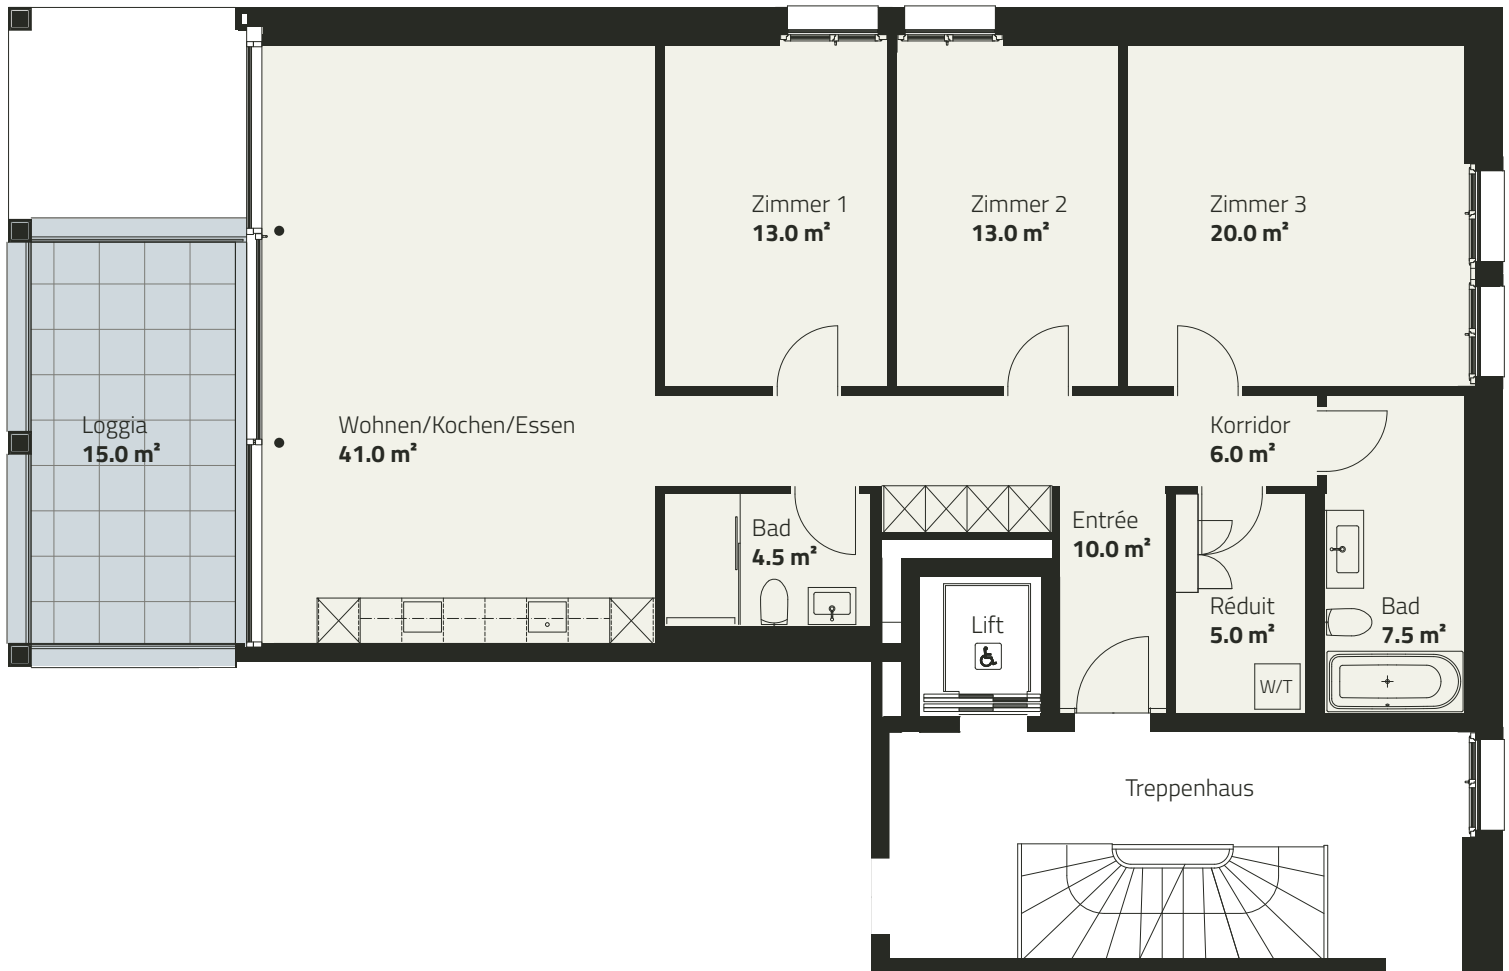 Zimmer 1
13.0 m²
Zimmer 2
13.0 m²
Zimmer 3
20.0 m²
Loggia
15.0 m²
Wohnen/Kochen/Essen
41.0 m²
Korridor
6.0 m²
Bad
4.5 m²
Entrée
10.0 m²
Lift
Réduit
5.0 m²
Bad
7.5 m²
W/T
Treppenhaus